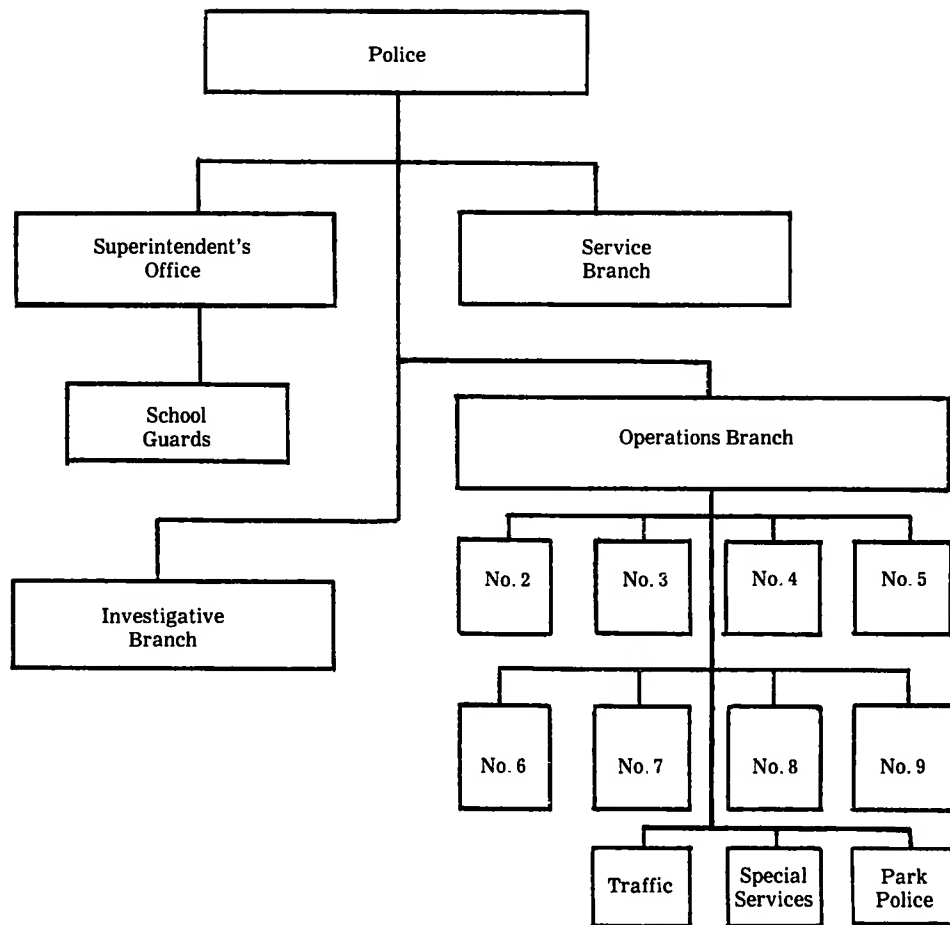 Police
Superintendent's
Office
Service
Branch
School
Guards
Operations Branch
No. 2
No. 3
No. 4
No. 5
Investigative
Branch
No. 6
No. 7
No. 8
No. 9
Traffic
Special
Services
Park
Police